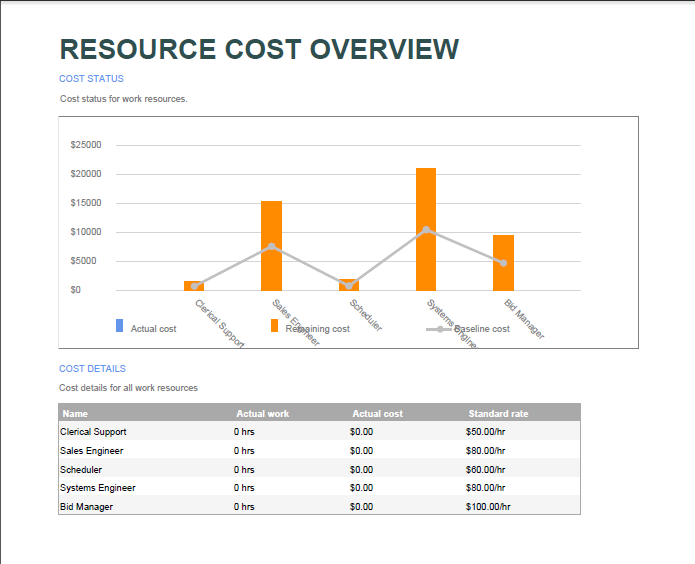 RESOURCE COST OVERVIEW
COST STATUS
Cost status for work resources.
$25000
$20000
$15000
$10000
$5000
$0
Clerical Support
Sales Engineer
Scheduler
Systems Engine
Bid Manager
Actual cost
Remaining cost
Baseline cost
COST DETAILS
Cost details for all work resources
Name Actual work Actual cost Standard rate
Clerical Support 0 hrs $0.00 $50.00/hr
Sales Engineer 0 hrs $0.00 $80.00/hr
Scheduler 0 hrs $0.00 $60.00/hr
Systems Engineer 0 hrs $0.00 $80.00/hr
Bid Manager 0 hrs $0.00 $100.00/hr